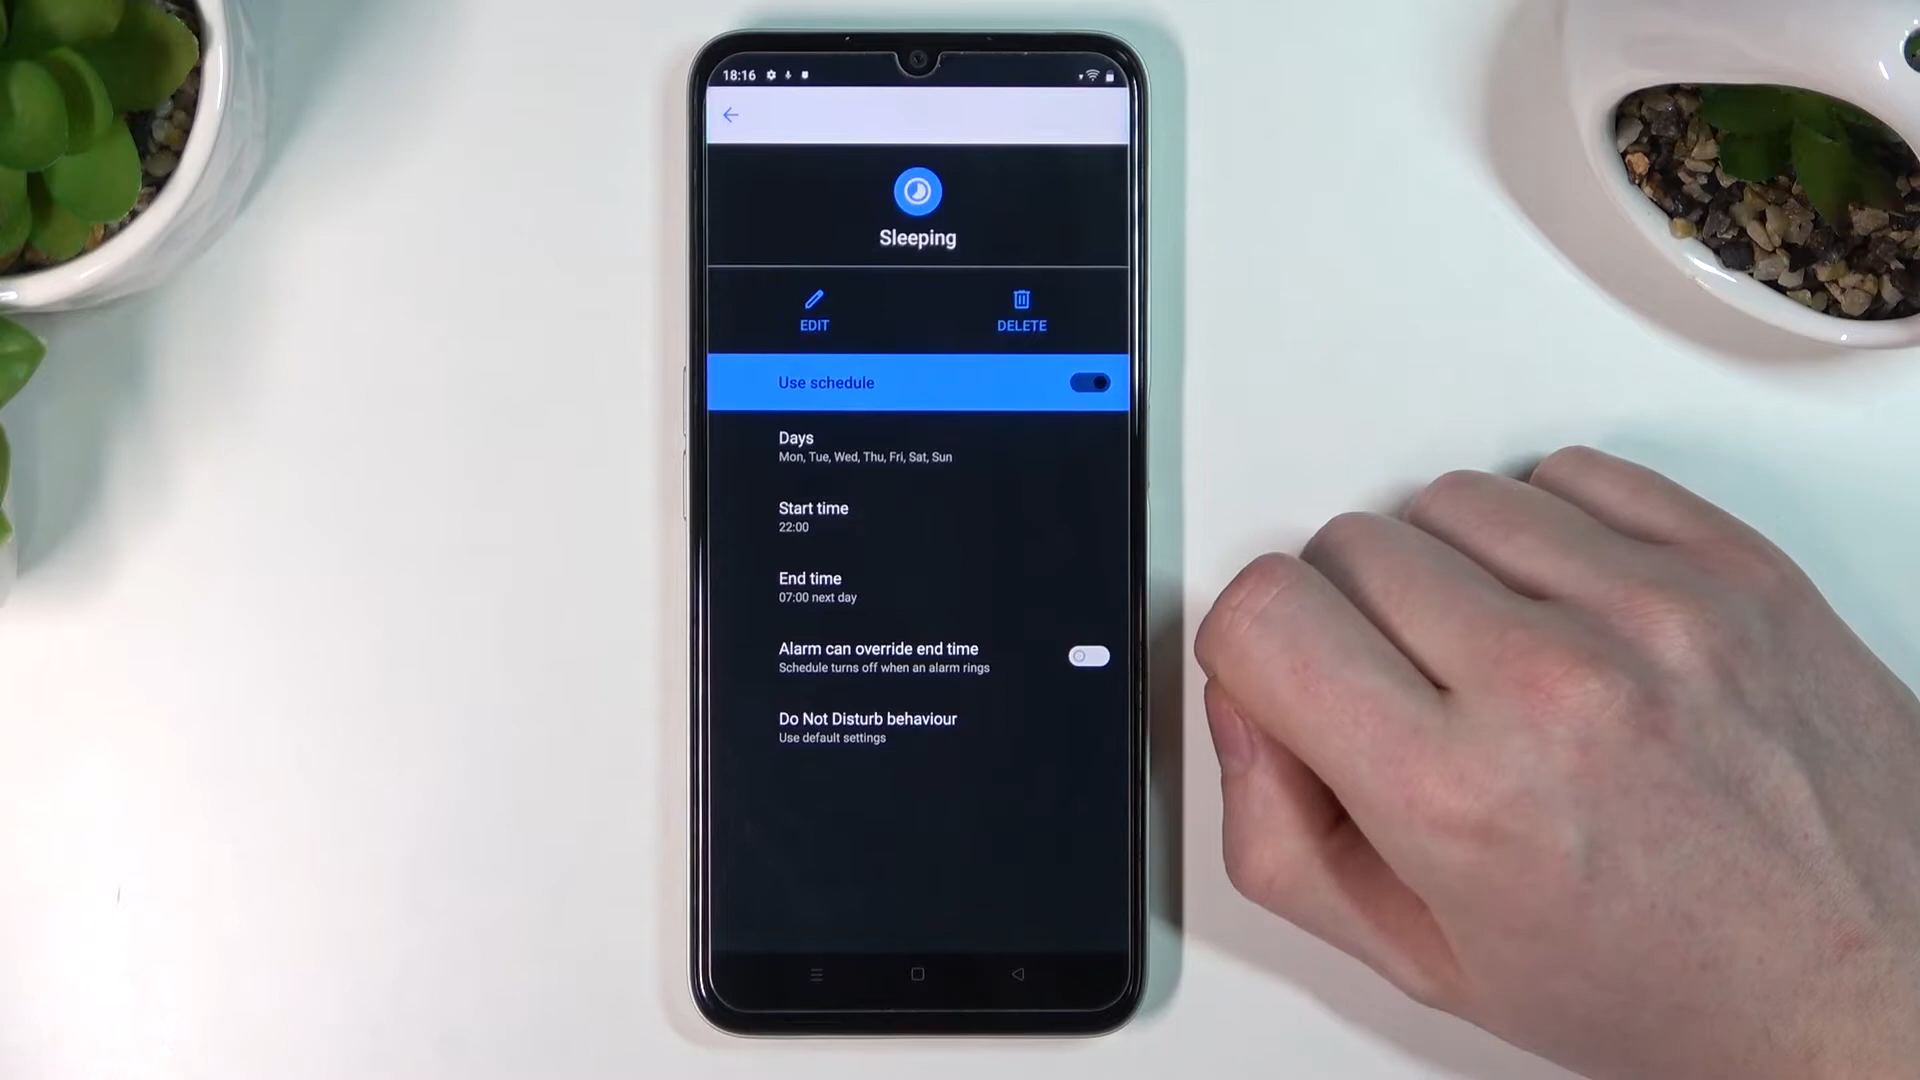 18:16
Sleeping
EDIT
DELETE
Use schedule
Days
Mon, Tue, Wed, Thu, Fri, Sat, Sun
Start time
22:00
End time
07:00 next day
Alarm can override end time
Schedule turns off when an alarm rings
Do Not Disturb behaviour
Use default settings